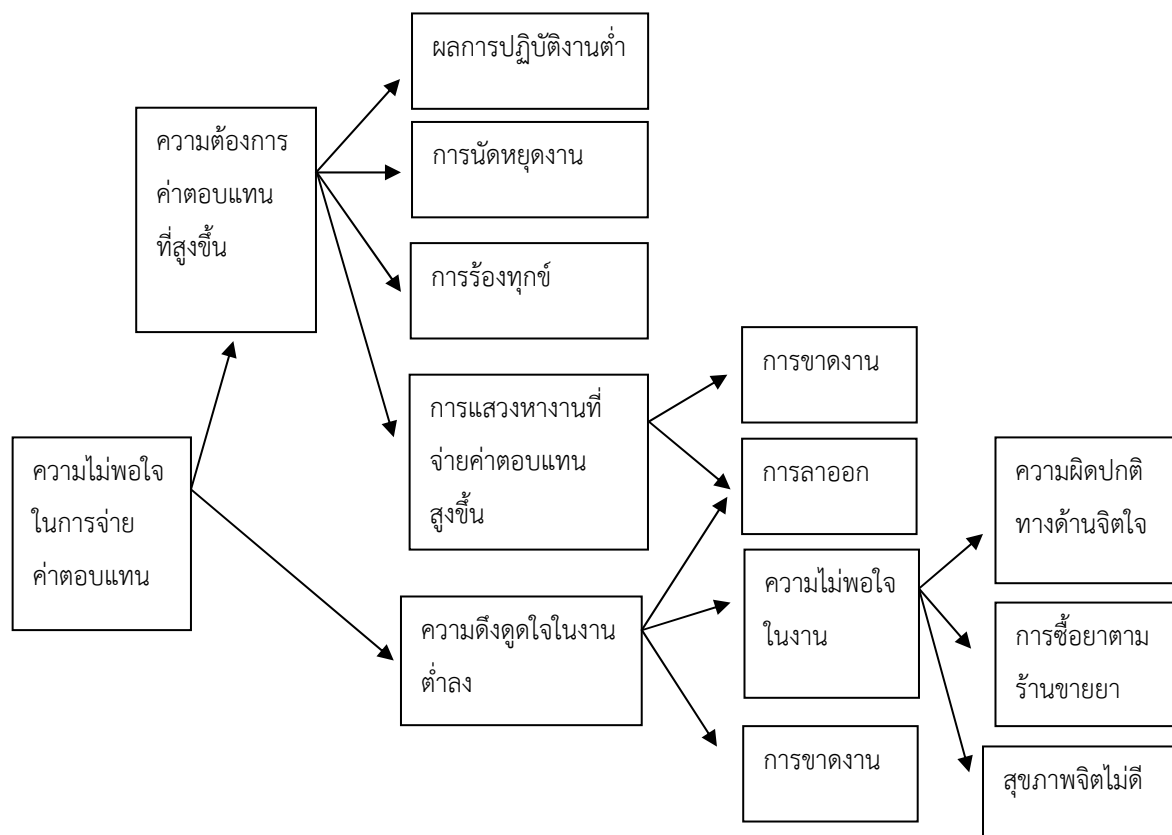 ผลการปฏิบัติงานต่ำ
ความต้องการ
ค่าตอบแทน
ที่สูงขึ้น
การนัดหยุดงาน
การร้องทุกข์
การแสวงหางานที่
จ่ายค่าตอบแทน
สูงขึ้น
การขาดงาน
การลาออก
ความไม่พอใจ
ในการจ่าย
ค่าตอบแทน
ความผิดปกติ
ทางด้านจิตใจ
ความดึงดูดใจในงาน
ต่ำลง
ความไม่พอใจ
ในงาน
การซื้อยาตาม
ร้านขายยา
การขาดงาน
สุขภาพจิตไม่ดี